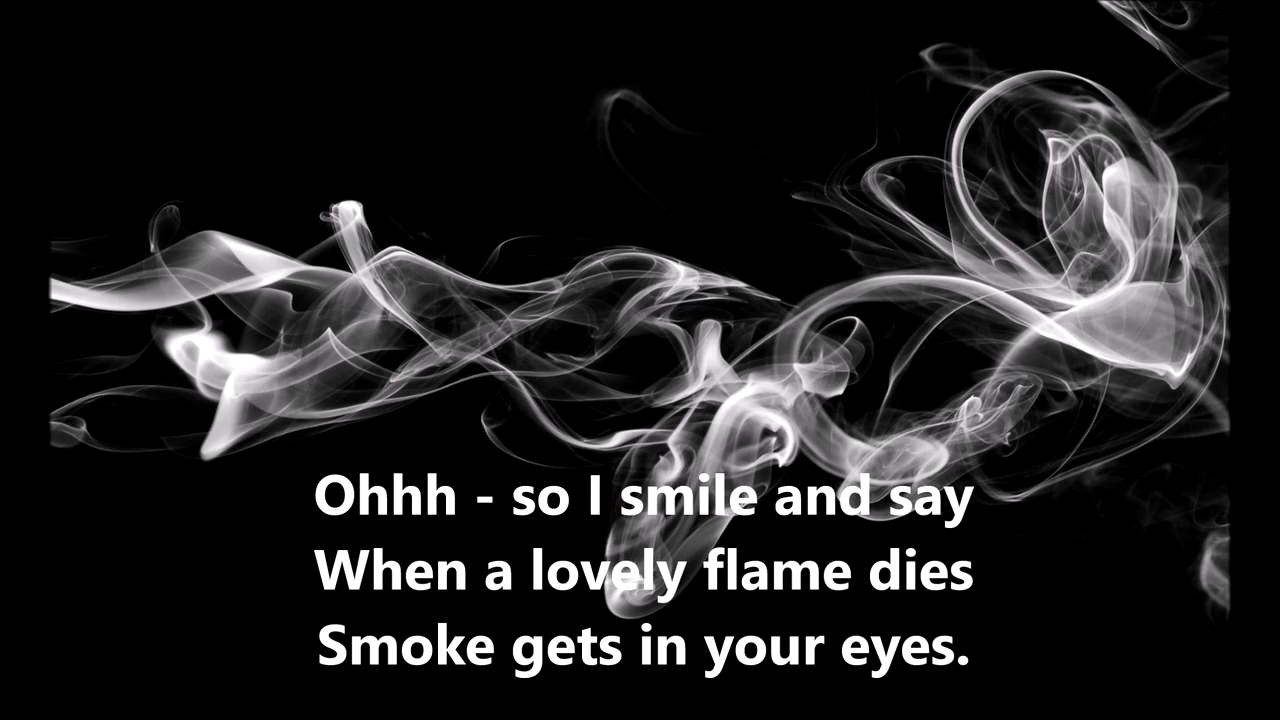 Ohhh - so I smile and say
When a lovely flame dies
Smoke gets in your eyes.